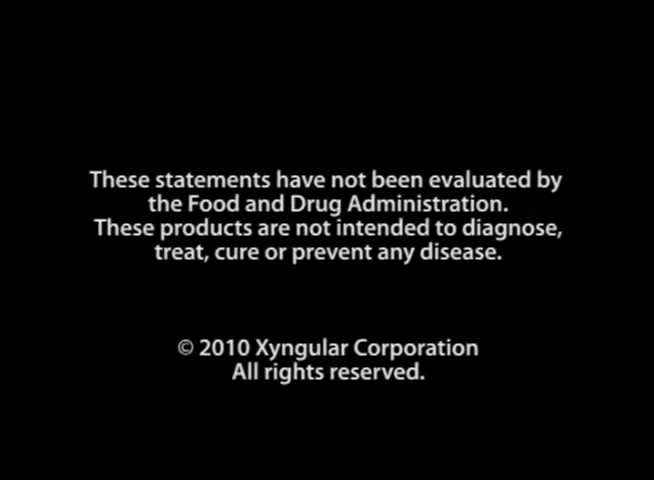 These statements have not been evaluated by
the Food and Drug Administration.
These products are not intended to diagnose,
treat, cure or prevent any disease.
© 2010 Xyngular Corporation
All rights reserved.